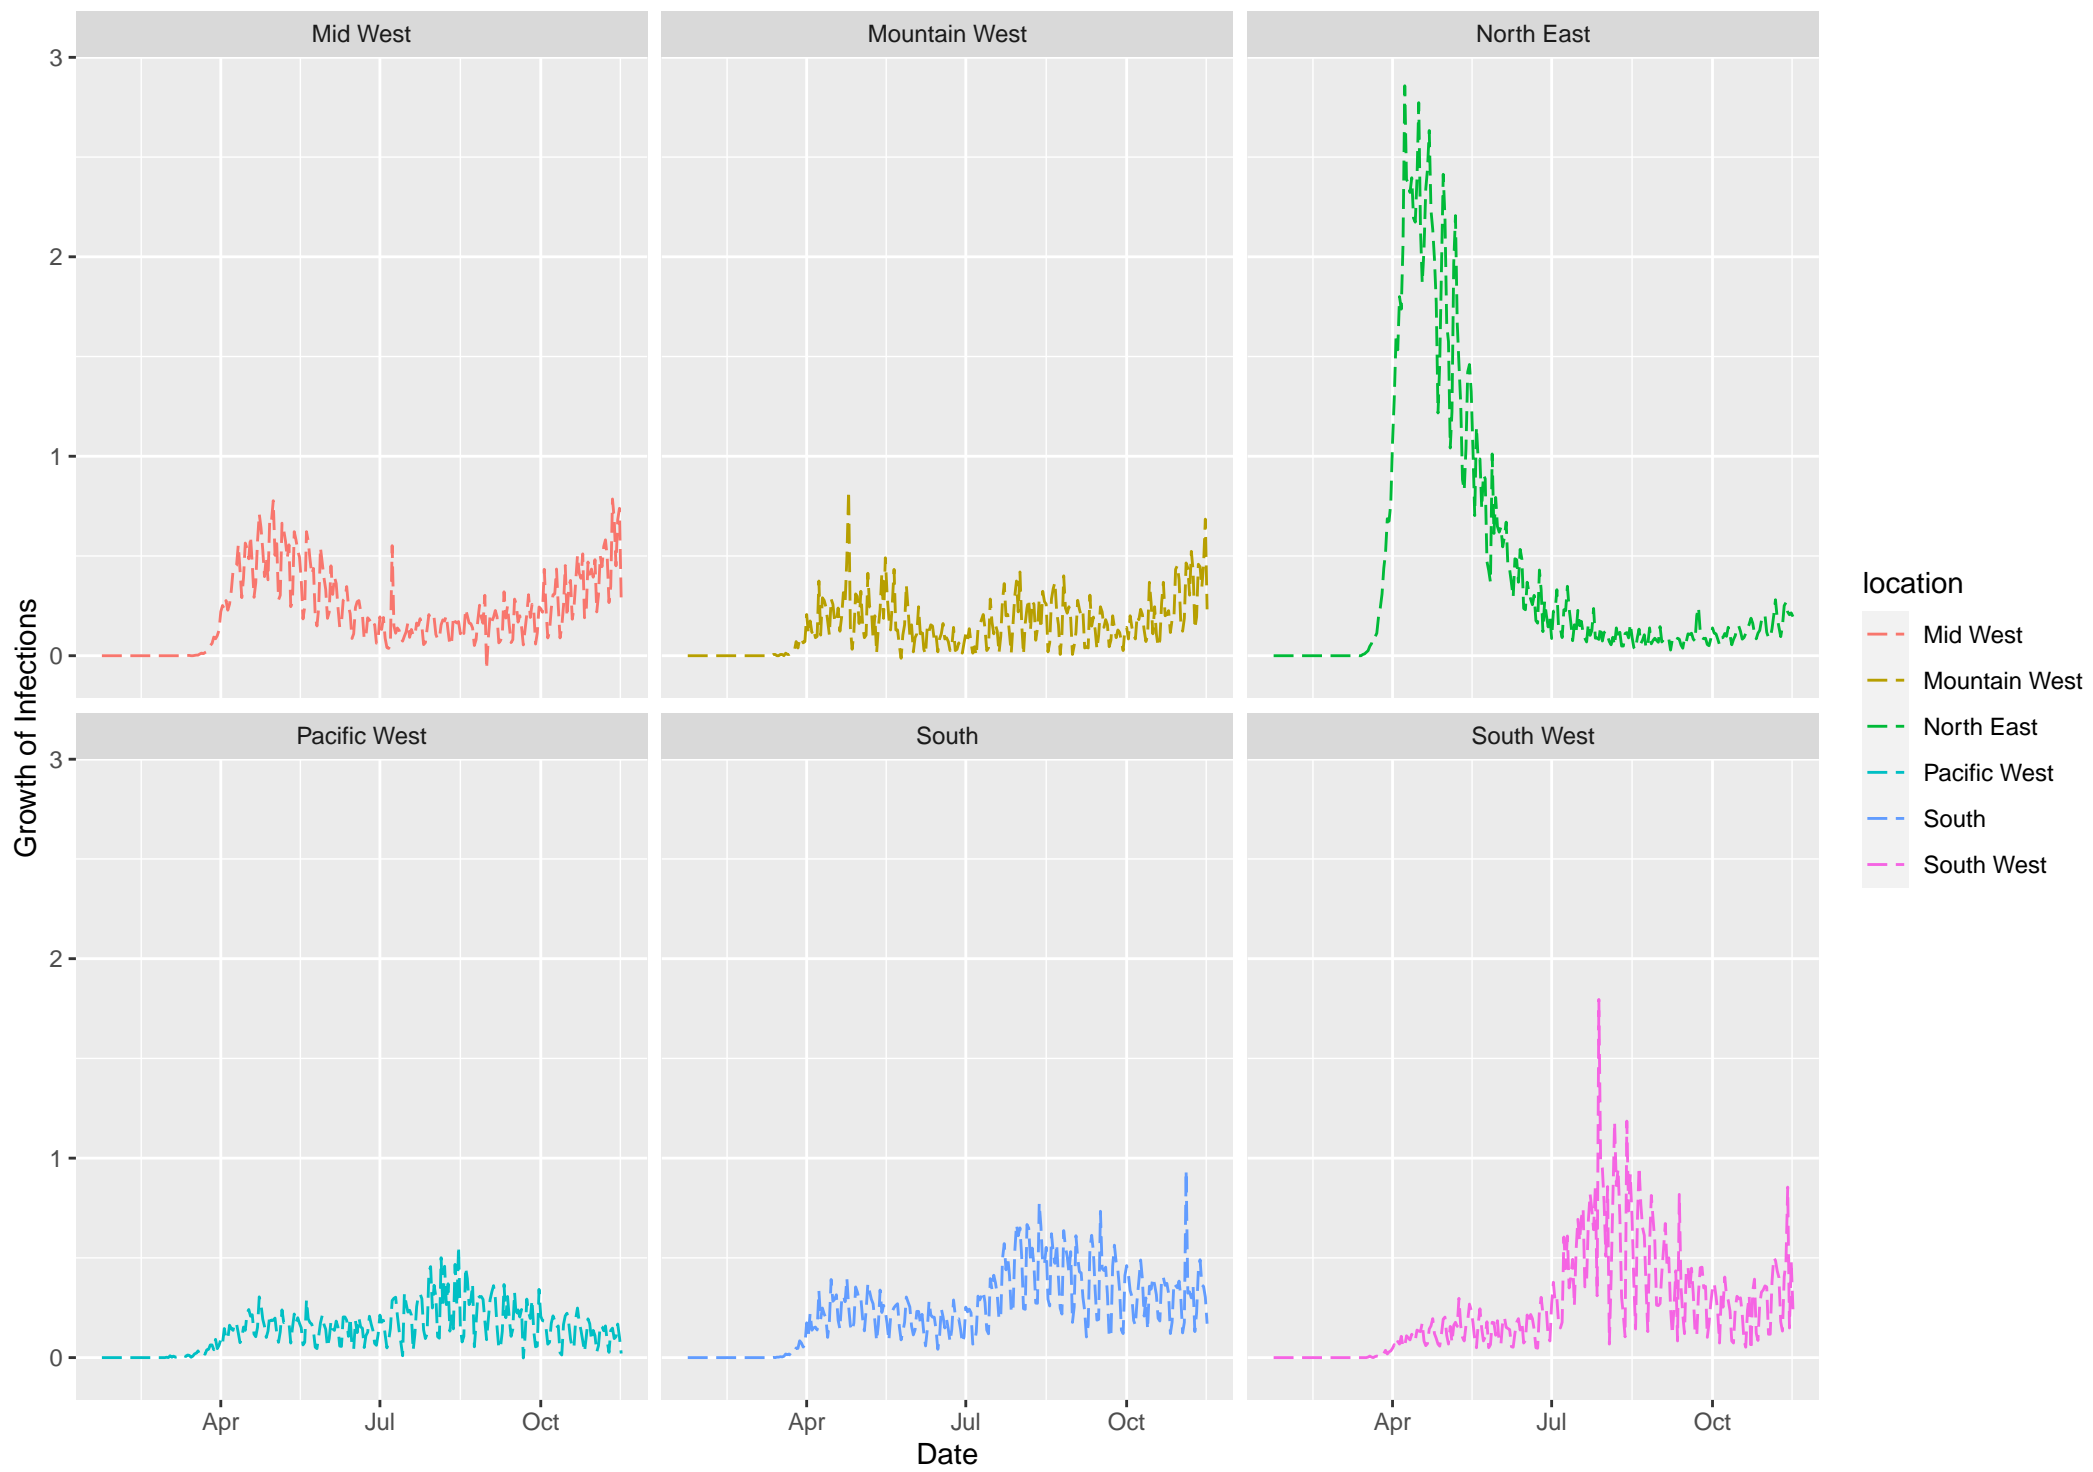 Mid West
Mountain West
North East
3
2
1
0
Pacific West
South
South West
3
2
1
0
Apr
Jul
Oct
Apr
Jul
Oct
Apr
Jul
Oct
Date
Growth of Infections
location
Mid West
Mountain West
North East
Pacific West
South
South West